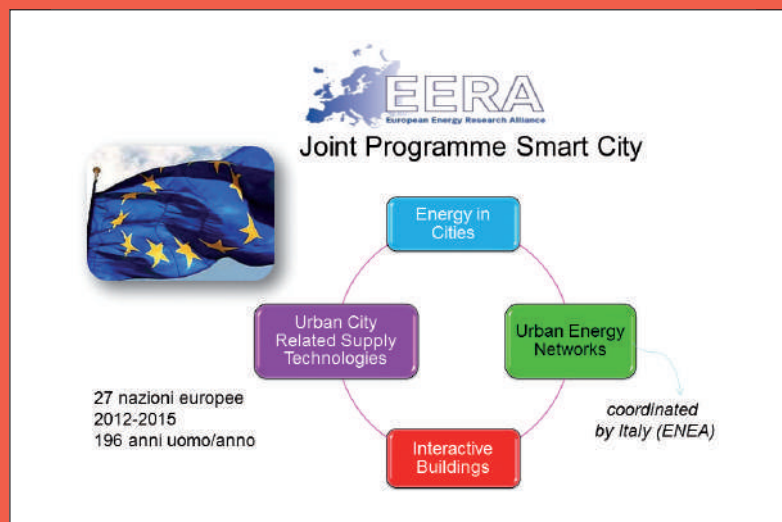 EERA
European Energy Research Alliance
Joint Programme Smart City
Energy in
Cities
Urban City
Related Supply
Technologies
Urban Energy
Networks
27 nazioni europee
2012-2015
196 anni uomo/anno
coordinated
by Italy (ENEA)
Interactive
Buildings